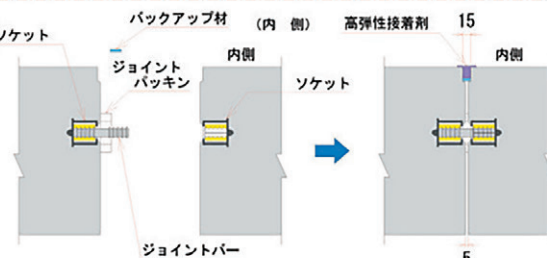 バックアップ材
(内 側)
高弾性接着剤
15
ソケット
ジョイント
パッキン
内側
内側
ソケット
ジョイントバー
5